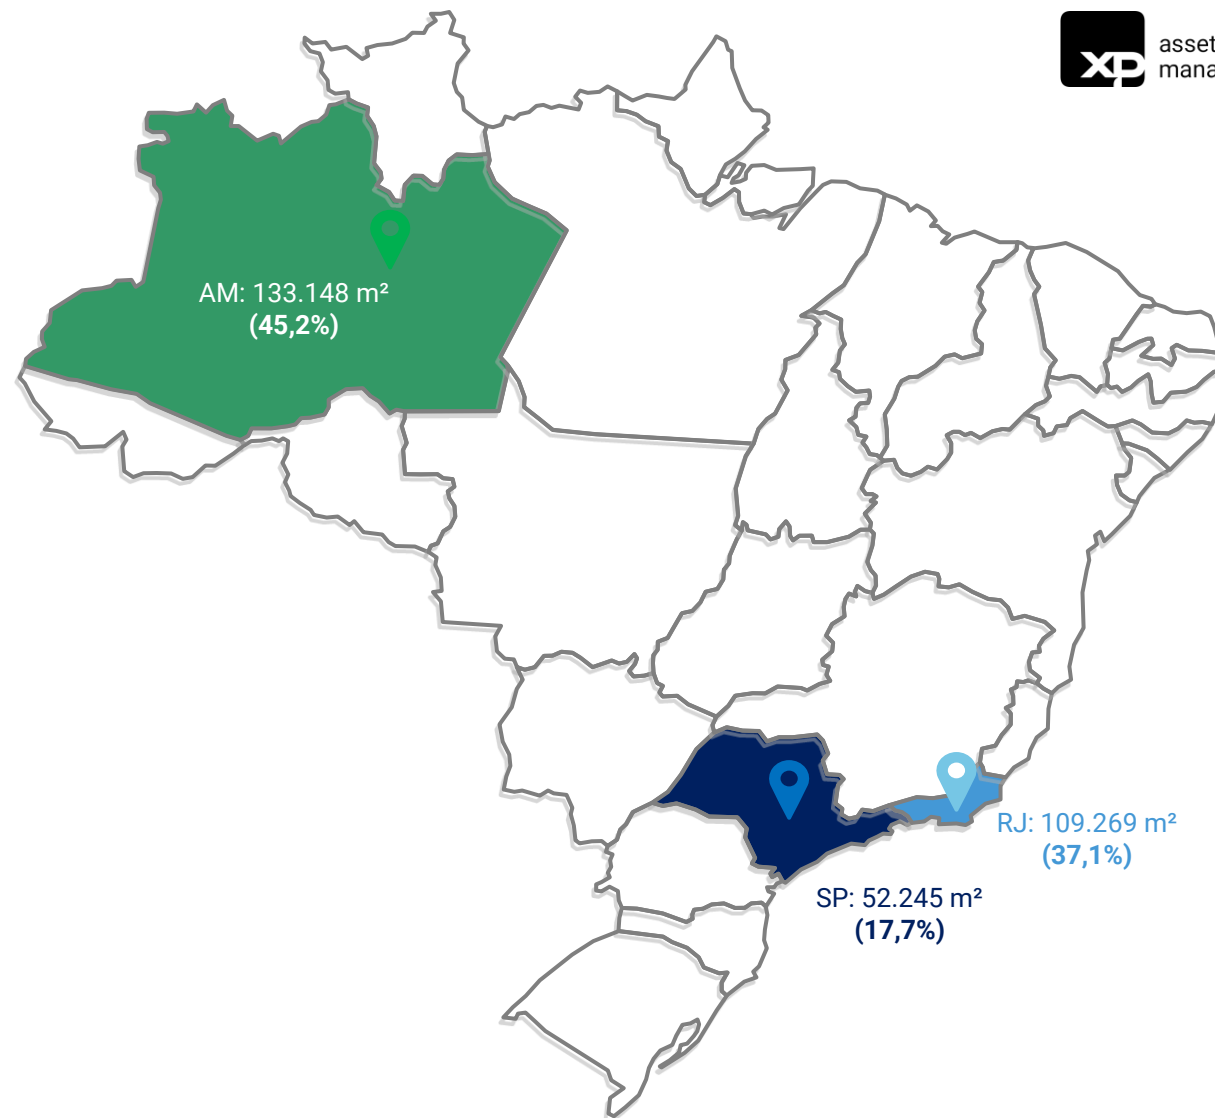 xp
asset
AM: 133.148 m²
(45,2%)
RJ: 109.269 m²
(37,1%)
SP: 52.245 m²
(17,7%)